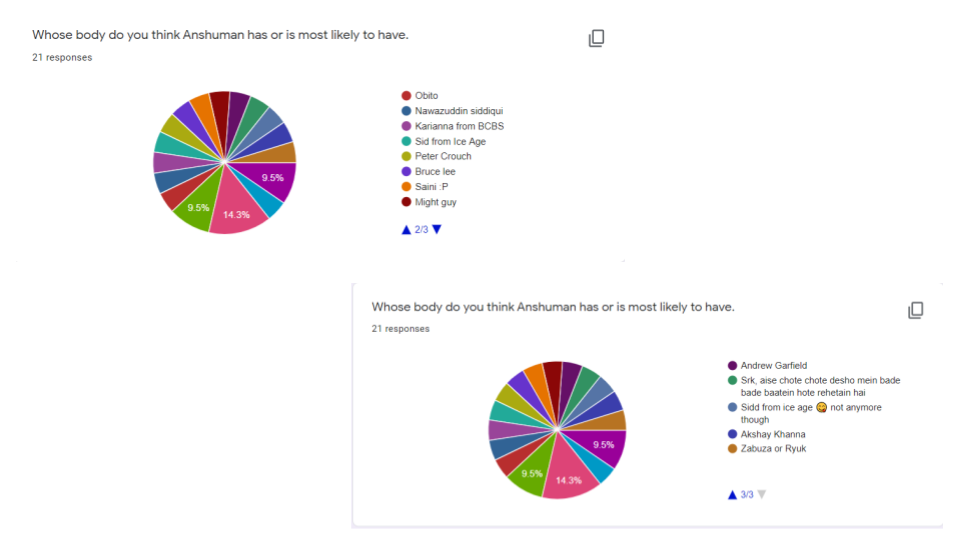 Whose body do you think Anshuman has or is most likely to have.
21 responses
9.5%
9.5%
14.3%
Obito
Nawazuddin siddiqui
Karianna from BCBS
Sid from Ice Age
Peter Crouch
Bruce lee
Saini :P
Might guy
2/3
Whose body do you think Anshuman has or is most likely to have.
21 responses
9.5%
9.5%
14.3%
Andrew Garfield
Srk, aise chote chote desho mein bade
bade baatein hote rehetain hai
Sidd from ice age 😋 not anymore
though
Akshay Khanna
Zabuza or Ryuk
3/3